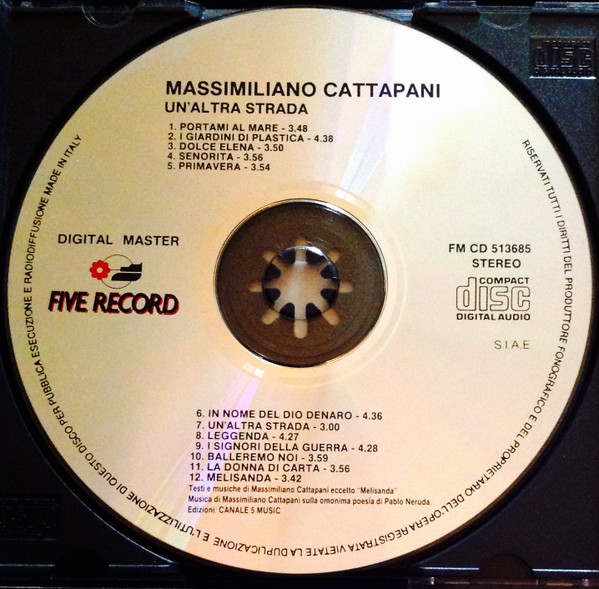 MASSIMILIANO CATTAPANI
UN'ALTRA STRADA
1. PORTAMI AL MARE - 3.48
2. I GIARDINI DI PLASTICA - 4.38
3. DOLCE ELENA - 3.50
4. SENORITA - 3.56
5. PRIMAVERA - 3.54
DIGITAL MASTER
FIVE RECORD
FM CD 513685
STEREO
COMPACT
disc
DIGITAL AUDIO
S.I.A.E.
6. IN NOME DEL DIO DENARO - 4.36
7. UN'ALTRA STRADA - 3.00
8. LEGGENDA - 4.27
9. I SIGNORI DELLA GUERRA - 4.28
10. BALLEREMO NOI - 3.59
11. LA DONNA DI CARTA - 3.56
12. MELISANDA - 3.42
Testi e musiche di Massimiliano Cattapani eccetto "Melisanda"
Musica di Massimiliano Cattapani sulla omonima poesia di Pablo Neruda.
Edizioni: CANALE 5 MUSIC
RISERVATI TUTTI I DIRITTI DEL PRODUTTORE FONOGRAFICO E DEL PROPRIETARIO DELL'OPERA REGISTRATA VIETATE LA DUPLICAZIONE E L'UTILIZZAZIONE DI QUESTO DISCO PER PUBBLICA ESECUZIONE E RADIODIFFUSIONE MADE IN ITALY
COMPACT
disc